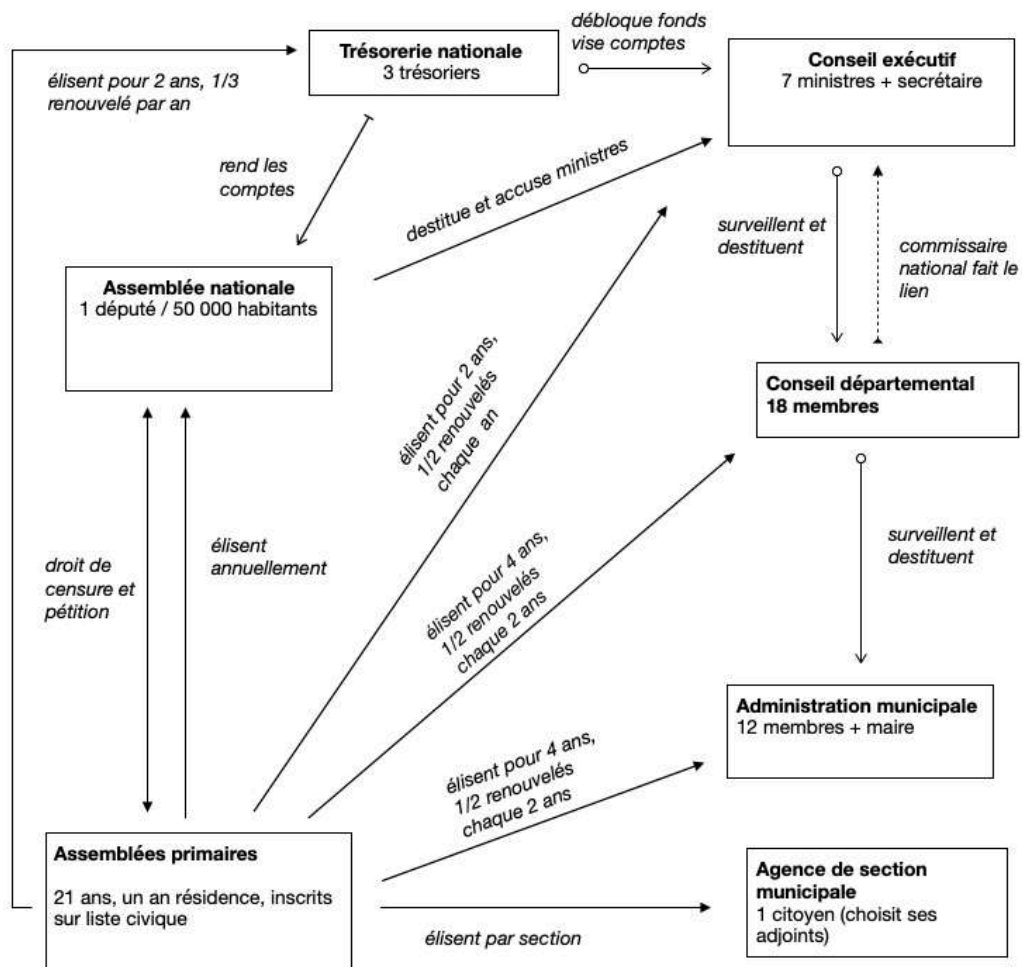 débloque fonds
vise comptes
Trésorerie nationale
3 trésoriers
Conseil exécutif
7 ministres + secrétaire
élisent pour 2 ans, 1/3
renouvelé par an
rend les
comptes
destitue et accuse ministres
surveillent et
destituent
commissaire
national fait le
lien
Assemblée nationale
1 député / 50 000 habitants
élisent pour 2 ans,
1/2 renouvelés
chaque an
Conseil départemental
18 membres
droit de
censure et
pétition
élisent
annuellement
élisent pour 4 ans,
1/2 renouvelés
chaque 2 ans
surveillent et
destituent
Administration municipale
12 membres + maire
élisent pour 4 ans,
1/2 renouvelés
chaque 2 ans
Assemblées primaires
21 ans, un an résidence, inscrits
sur liste civique
élisent par section
Agence de section
municipale
1 citoyen (choisit ses
adjoints)